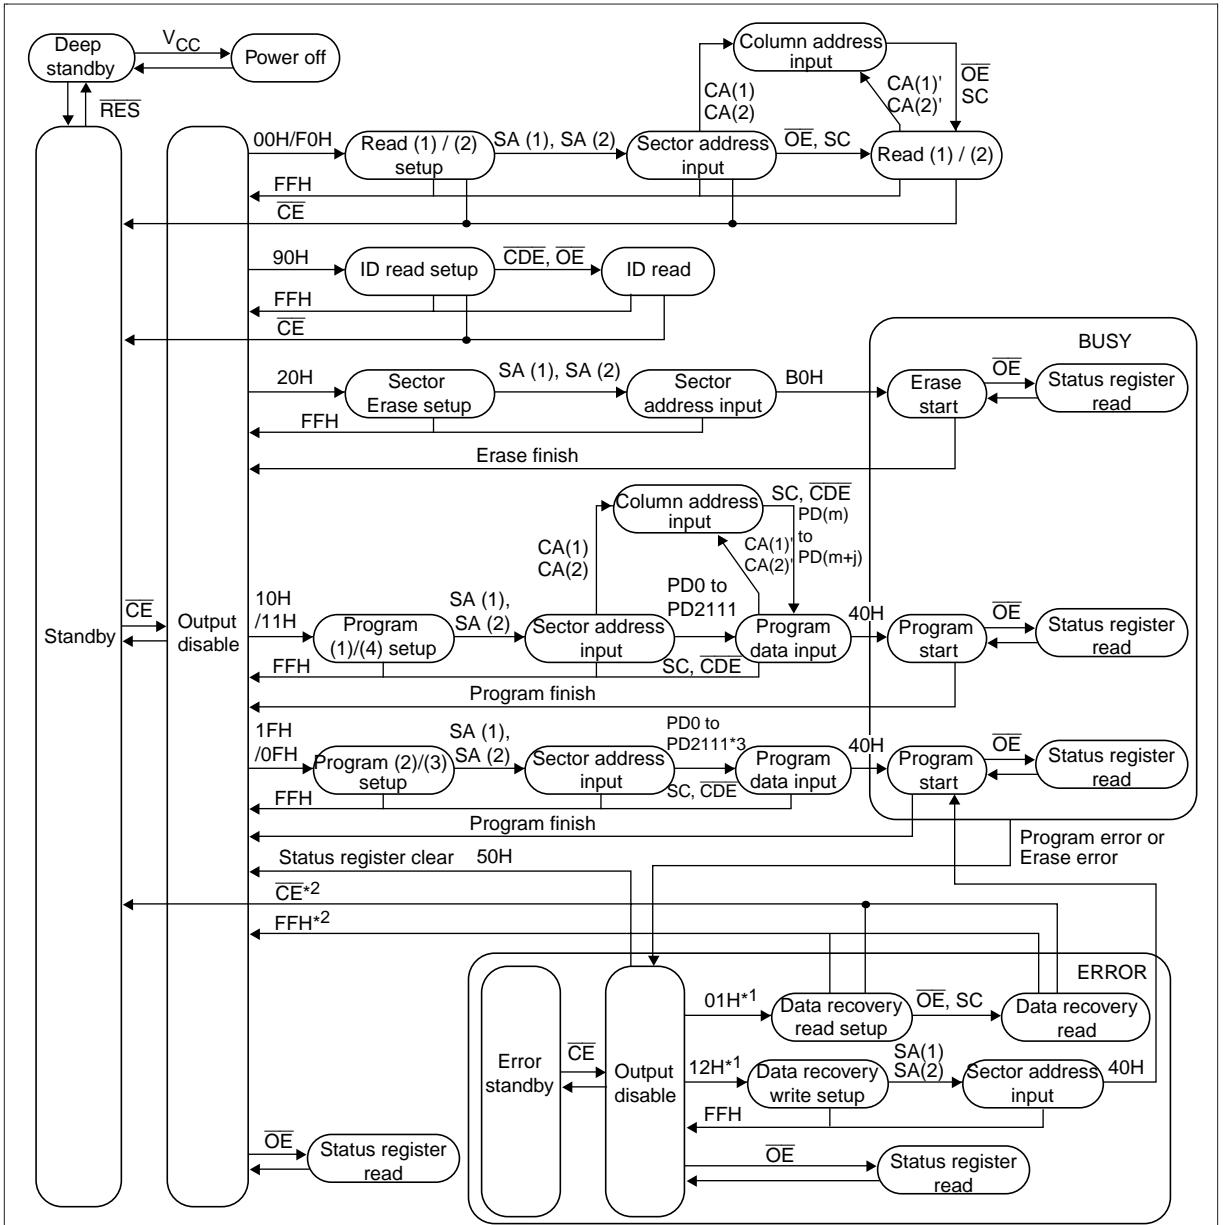 Deep
standby
V_CC
Power off
RES
Column address
input
CA(1)
CA(2)
CA(1)'
CA(2)'
OE
SC
00H/F0H
Read (1) / (2)
setup
SA (1), SA (2)
Sector address
input
OE, SC
Read (1) / (2)
FFH
CE
90H
ID read setup
CDE, OE
ID read
FFH
CE
BUSY
20H
Sector
Erase setup
SA (1), SA (2)
Sector
address input
B0H
Erase
start
OE
Status register
read
FFH
Erase finish
Column address
input
SC, CDE
PD(m)
to
PD(m+j)
CA(1)
CA(2)
CA(1)'
CA(2)'
Standby
CE
Output
disable
10H
/11H
Program
(1)/(4) setup
SA (1),
SA (2)
Sector address
input
PD0 to
PD2111
SC, CDE
Program
data input
40H
Program
start
OE
Status register
read
FFH
Program finish
1FH
/0FH
Program (2)/(3)
setup
SA (1),
SA (2)
Sector address
input
PD0 to
PD2111*3
SC, CDE
Program
data input
40H
Program
start
OE
Status register
read
FFH
Program finish
Program error or
Erase error
Status register clear 50H
CE*2
FFH*2
ERROR
Error
standby
CE
Output
disable
01H*1
Data recovery
read setup
OE, SC
Data recovery
read
12H*1
Data recovery
write setup
SA(1)
SA(2)
Sector address
input
40H
FFH
OE
Status register
read
OE
Status register
read